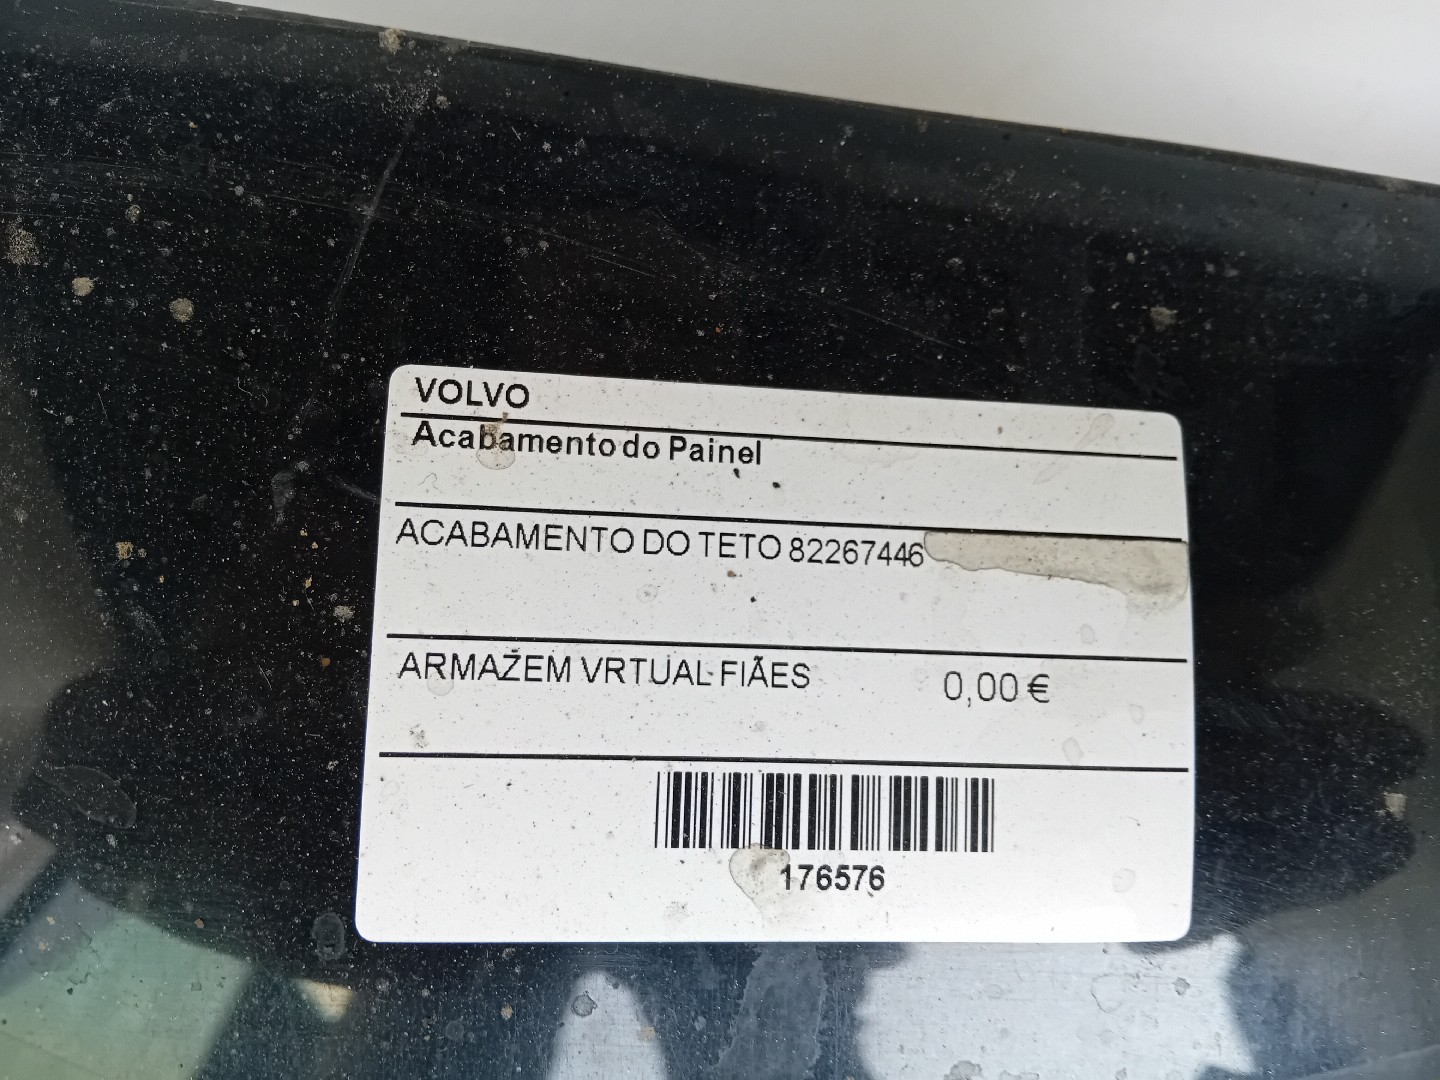 VOLVO
Acabamento do Painel
ACABAMENTO DO TETO 82267446
ARMAZEM VRTUAL FIÃES 0,00 €
176576